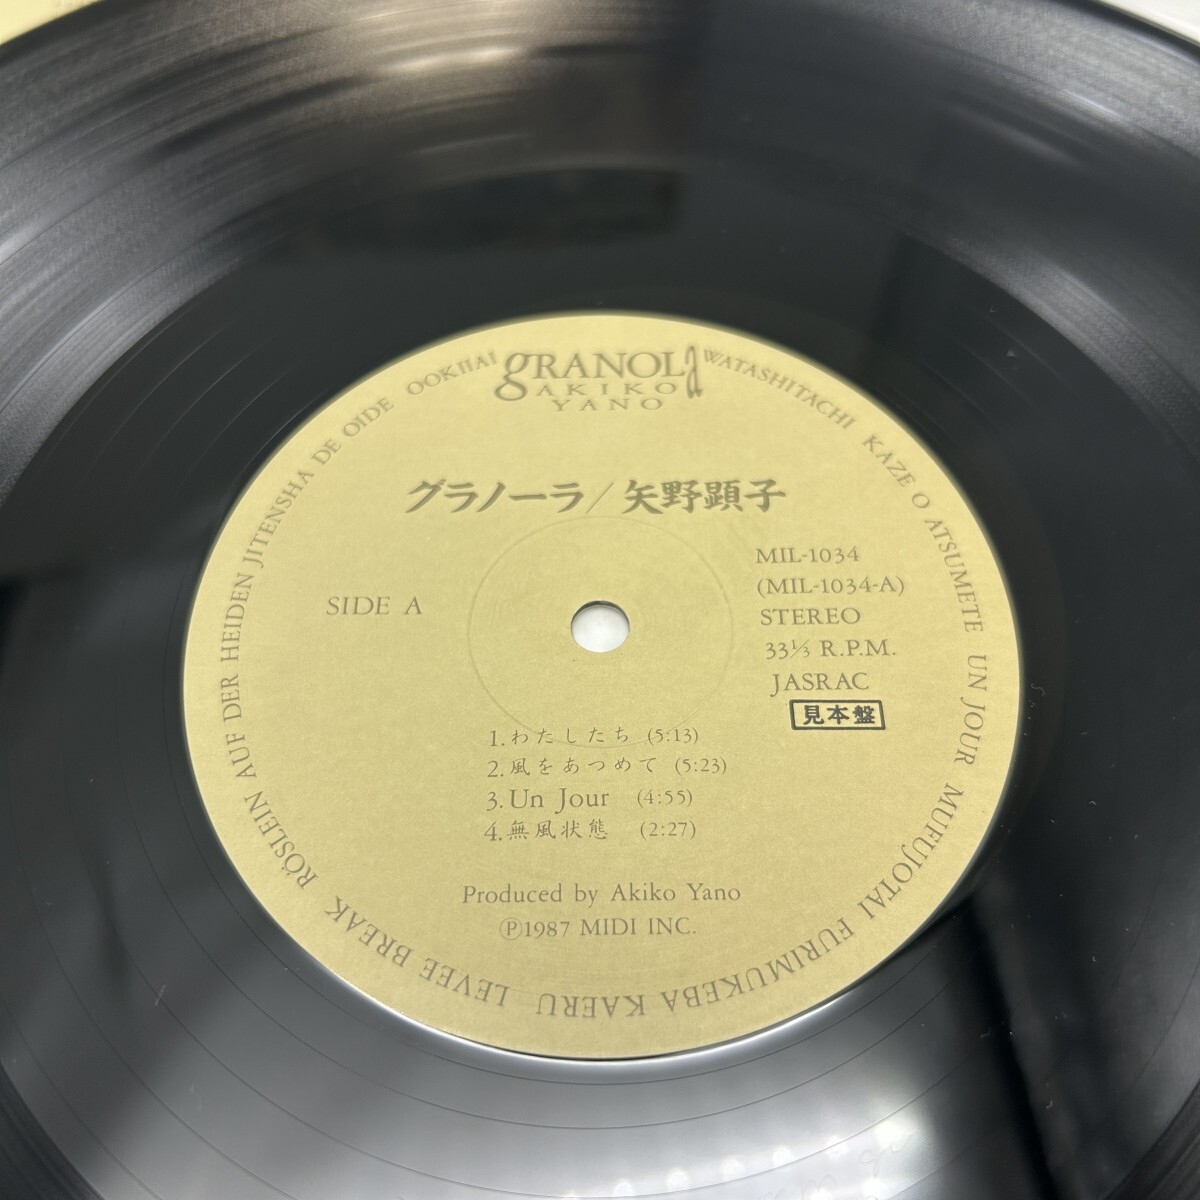 gRANOLa
AKIKO
YANO
WATASHITACHI KAZE O ATSUMETE UN JOUR MUFUJOTAI FURIMUKEBA KAERU LEVEE BREAK RÖSLEIN AUF DER HEIDEN JITENSHA DE OIDE OOKIIAI
グラノーラ/矢野顕子
MIL-1034
(MIL-1034-A)
SIDE A
STEREO
33⅓ R.P.M.
JASRAC
見本盤
1. わたしたち (5:13)
2. 風をあつめて (5:23)
3. Un Jour (4:55)
4. 無風状態 (2:27)
Produced by Akiko Yano
Ⓟ1987 MIDI INC.